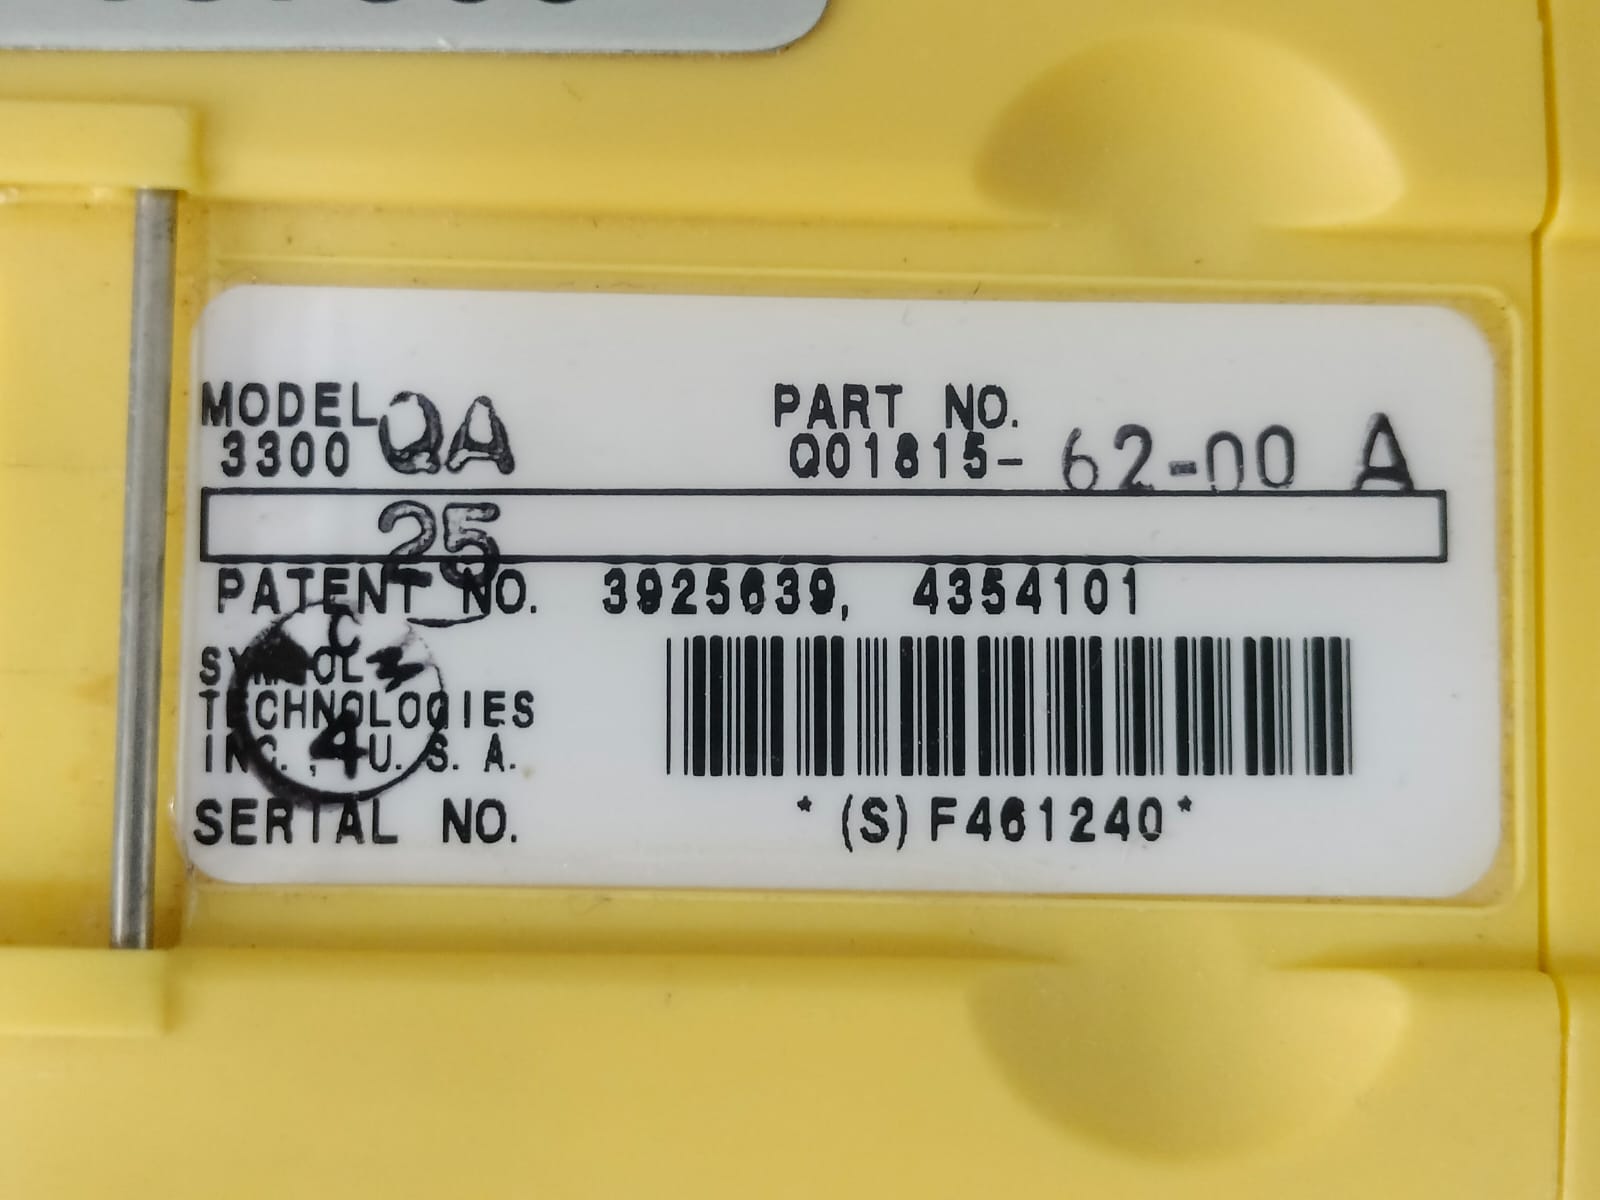 MODEL QA PART NO.
3300 Q01815- 62-00 A
25
PATENT NO. 3925639, 4354101
SYMBOL
TECHNOLOGIES
INC., U.S.A.
4
SERIAL NO. *(S)F461240*